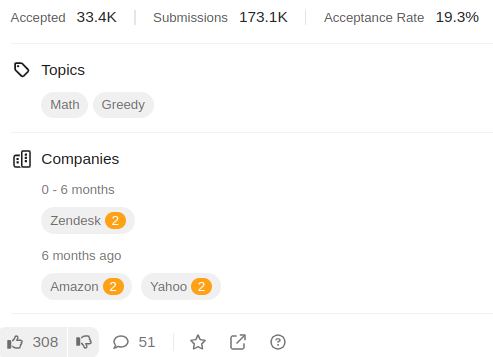 Accepted 33.4K Submissions 173.1K Acceptance Rate 19.3%
Topics
Math Greedy
Companies
0 - 6 months
Zendesk 2
6 months ago
Amazon 2 Yahoo 2
308 51